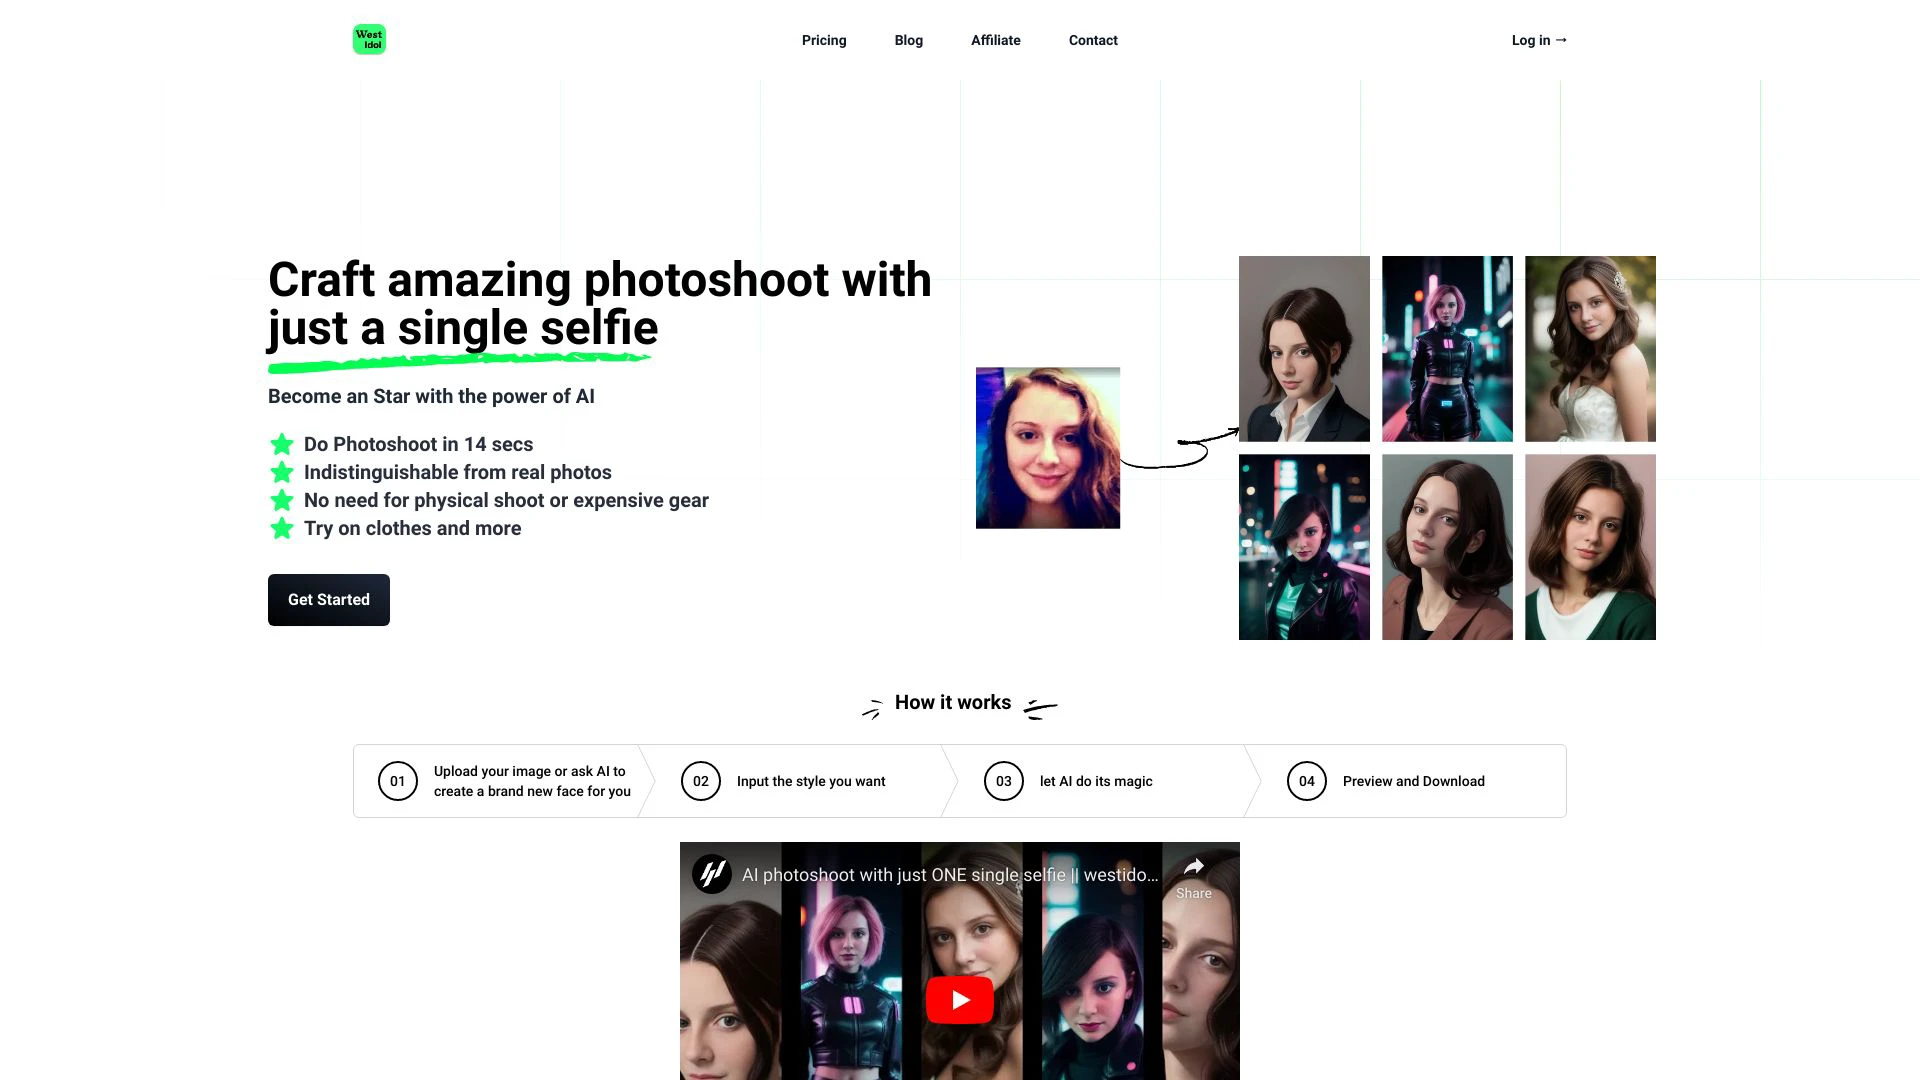 West
Idol
Pricing
Blog
Affiliate
Contact
Log in →
Craft amazing photoshoot with
just a single selfie
Become an Star with the power of AI
Do Photoshoot in 14 secs
Indistinguishable from real photos
No need for physical shoot or expensive gear
Try on clothes and more
Get Started
How it works
01
Upload your image or ask AI to
create a brand new face for you
02
Input the style you want
03
let AI do its magic
04
Preview and Download
AI photoshoot with just ONE single selfie || westido...
Share